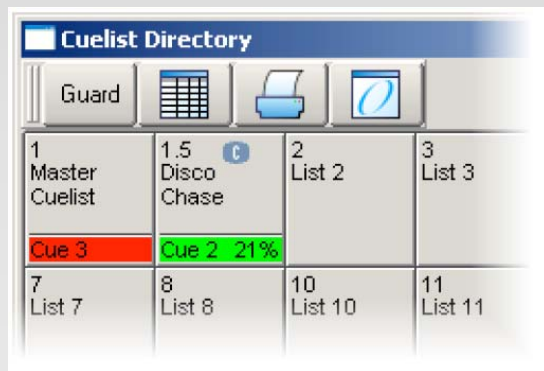 Cuelist Directory
Guard
1
Master
Cuelist
Cue 3
1.5 C
Disco
Chase
Cue 2 21%
2
List 2
3
List 3
7
List 7
8
List 8
10
List 10
11
List 11